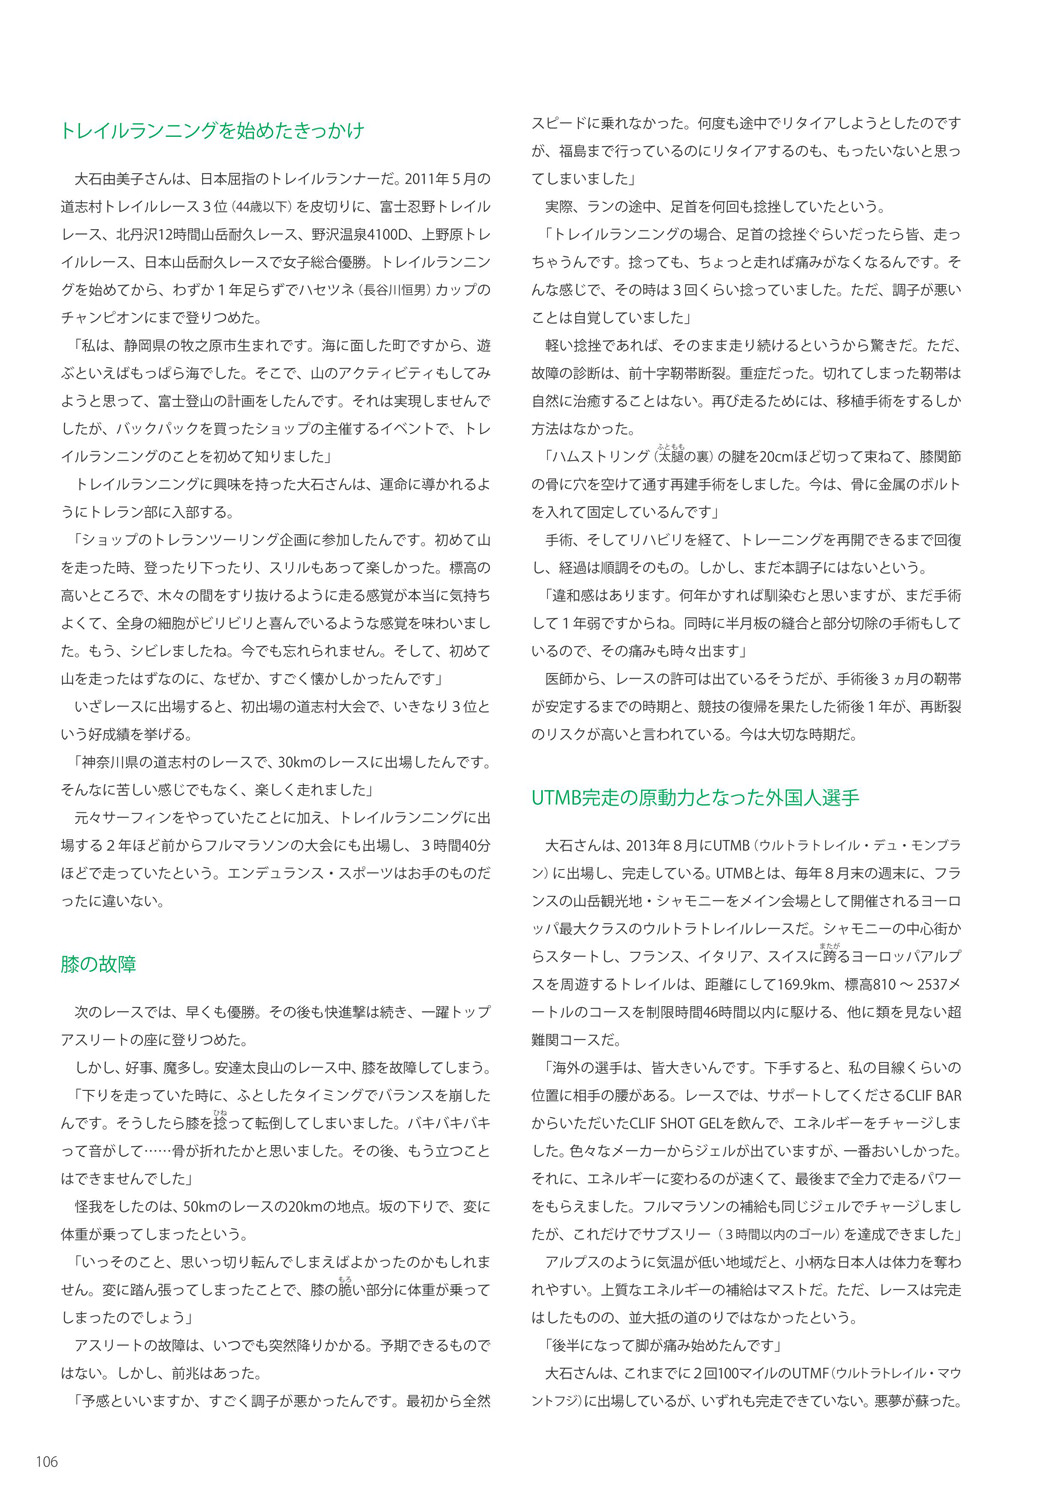 トレイルランニングを始めたきっかけ
大石由美子さんは、日本屈指のトレイルランナーだ。2011年５月の
道志村トレイルレース３位（44歳以下）を皮切りに、富士忍野トレイル
レース、北丹沢12時間山岳耐久レース、野沢温泉4100D、上野原トレ
イルレース、日本山岳耐久レースで女子総合優勝。トレイルランニン
グを始めてから、わずか１年足らずでハセツネ（長谷川恒男）カップの
チャンピオンにまで登りつめた。
「私は、静岡県の牧之原市生まれです。海に面した町ですから、遊
ぶといえばもっぱら海でした。そこで、山のアクティビティもしてみ
ようと思って、富士登山の計画をしたんです。それは実現しませんで
したが、バックパックを買ったショップの主催するイベントで、トレ
イルランニングのことを初めて知りました」
トレイルランニングに興味を持った大石さんは、運命に導かれるよ
うにトレラン部に入部する。
「ショップのトレランツーリング企画に参加したんです。初めて山
を走った時、登ったり下ったり、スリルもあって楽しかった。標高の
高いところで、木々の間をすり抜けるように走る感覚が本当に気持ち
よくて、全身の細胞がビリビリと喜んでいるような感覚を味わいまし
た。もう、シビレましたね。今でも忘れられません。そして、初めて
山を走ったはずなのに、なぜか、すごく懐かしかったんです」
いざレースに出場すると、初出場の道志村大会で、いきなり３位と
いう好成績を挙げる。
「神奈川県の道志村のレースで、30kmのレースに出場したんです。
そんなに苦しい感じでもなく、楽しく走れました」
元々サーフィンをやっていたことに加え、トレイルランニングに出
場する２年ほど前からフルマラソンの大会にも出場し、３時間40分
ほどで走っていたという。エンデュランス・スポーツはお手のものだ
ったに違いない。
膝の故障
次のレースでは、早くも優勝。その後も快進撃は続き、一躍トップ
アスリートの座に登りつめた。
しかし、好事、魔多し。安達太良山のレース中、膝を故障してしまう。
「下りを走っていた時に、ふとしたタイミングでバランスを崩した
んです。そうしたら膝を捻って転倒してしまいました。バキバキバキ
って音がして……骨が折れたかと思いました。その後、もう立つこと
はできませんでした」
怪我をしたのは、50kmのレースの20kmの地点。坂の下りで、変に
体重が乗ってしまったという。
「いっそのこと、思いっ切り転んでしまえばよかったのかもしれま
せん。変に踏ん張ってしまったことで、膝の脆い部分に体重が乗って
しまったのでしょう」
アスリートの故障は、いつでも突然降りかかる。予期できるもので
はない。しかし、前兆はあった。
「予感といいますか、すごく調子が悪かったんです。最初から全然
スピードに乗れなかった。何度も途中でリタイアしようとしたのです
が、福島まで行っているのにリタイアするのも、もったいないと思っ
てしまいました」
実際、ランの途中、足首を何回も捻挫していたという。
「トレイルランニングの場合、足首の捻挫ぐらいだったら皆、走っ
ちゃうんです。捻っても、ちょっと走れば痛みがなくなるんです。そ
んな感じで、その時は３回くらい捻っていました。ただ、調子が悪い
ことは自覚していました」
軽い捻挫であれば、そのまま走り続けるというから驚きだ。ただ、
故障の診断は、前十字靭帯断裂。重症だった。切れてしまった靭帯は
自然に治癒することはない。再び走るためには、移植手術をするしか
方法はなかった。
「ハムストリング（太腿の裏）の腱を20cmほど切って束ねて、膝関節
の骨に穴を空けて通す再建手術をしました。今は、骨に金属のボルト
を入れて固定しているんです」
手術、そしてリハビリを経て、トレーニングを再開できるまで回復
し、経過は順調そのもの。しかし、まだ本調子にはないという。
「違和感はあります。何年かすれば馴染むと思いますが、まだ手術
して１年弱ですからね。同時に半月板の縫合と部分切除の手術もして
いるので、その痛みも時々出ます」
医師から、レースの許可は出ているそうだが、手術後３ヵ月の靭帯
が安定するまでの時期と、競技の復帰を果たした術後１年が、再断裂
のリスクが高いと言われている。今は大切な時期だ。
UTMB完走の原動力となった外国人選手
大石さんは、2013年８月にUTMB（ウルトラトレイル・デュ・モンブラ
ン）に出場し、完走している。UTMBとは、毎年８月末の週末に、フラ
ンスの山岳観光地・シャモニーをメイン会場として開催されるヨーロ
ッパ最大クラスのウルトラトレイルレースだ。シャモニーの中心街か
らスタートし、フランス、イタリア、スイスに跨るヨーロッパアルプ
スを周遊するトレイルは、距離にして169.9km、標高810～2537メ
ートルのコースを制限時間46時間以内に駆ける、他に類を見ない超
難関コースだ。
「海外の選手は、皆大きいんです。下手すると、私の目線くらいの
位置に相手の腰がある。レースでは、サポートしてくださるCLIF BAR
からいただいたCLIF SHOT GELを飲んで、エネルギーをチャージしま
した。色々なメーカーからジェルが出ていますが、一番おいしかった。
それに、エネルギーに変わるのが速くて、最後まで全力で走るパワー
をもらえました。フルマラソンの補給も同じジェルでチャージしまし
たが、これだけでサブスリー（３時間以内のゴール）を達成できました」
アルプスのように気温が低い地域だと、小柄な日本人は体力を奪わ
れやすい。上質なエネルギーの補給はマストだ。ただ、レースは完走
はしたものの、並大抵の道のりではなかったという。
「後半になって脚が痛み始めたんです」
大石さんは、これまでに２回100マイルのUTMF（ウルトラトレイル・マウ
ントフジ）に出場しているが、いずれも完走できていない。悪夢が蘇った。
106